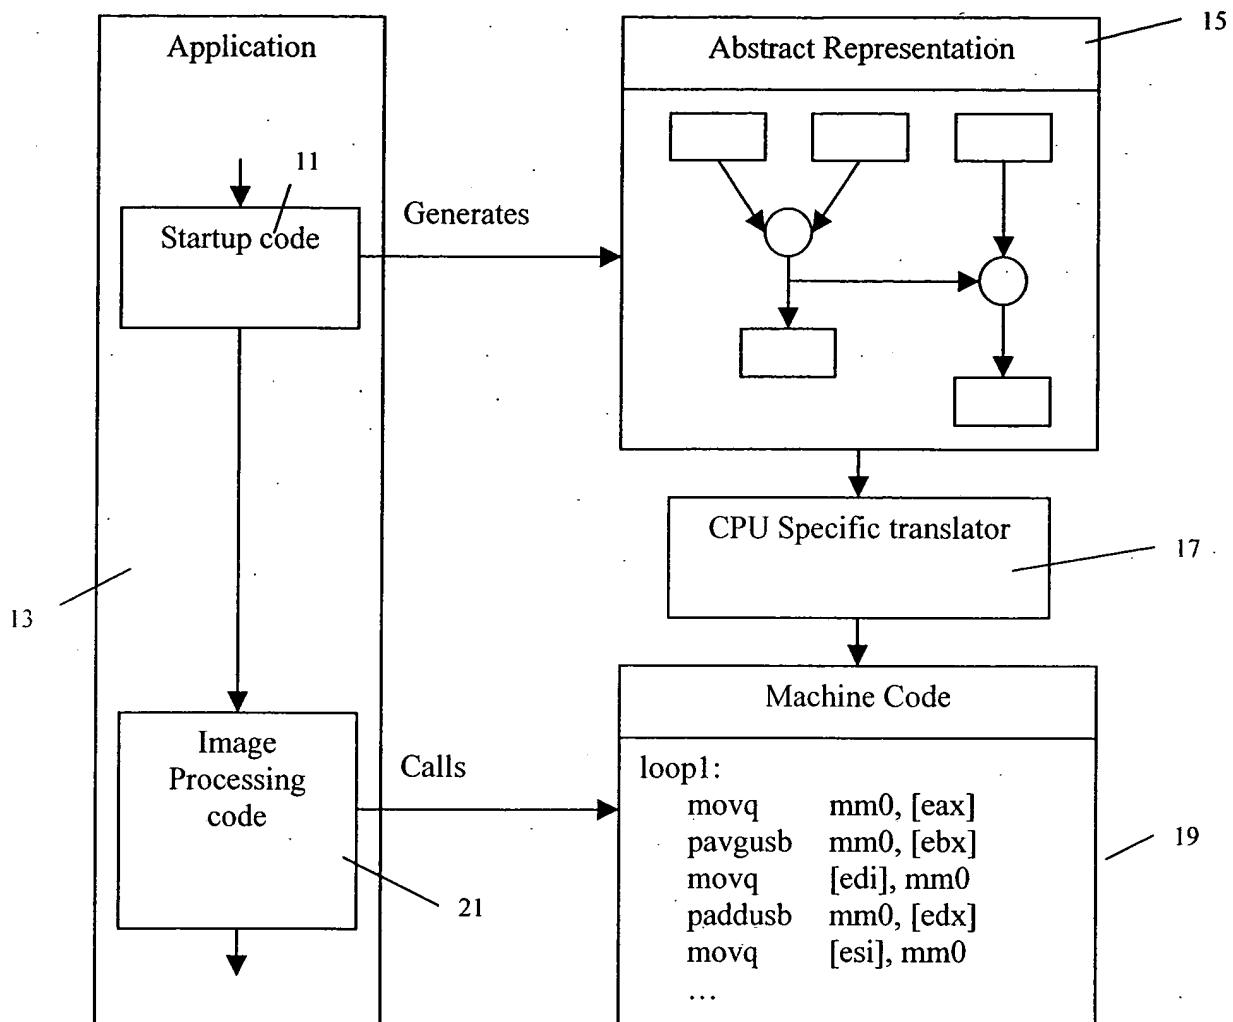 15
Application
Abstract Representation
11
Startup code
Generates
CPU Specific translator
17
13
Machine Code
Image
Processing
code
Calls
loop1:
movq mm0, [eax]
pavgusb mm0, [ebx]
movq [edi], mm0
paddusb mm0, [edx]
movq [esi], mm0
...
19
21